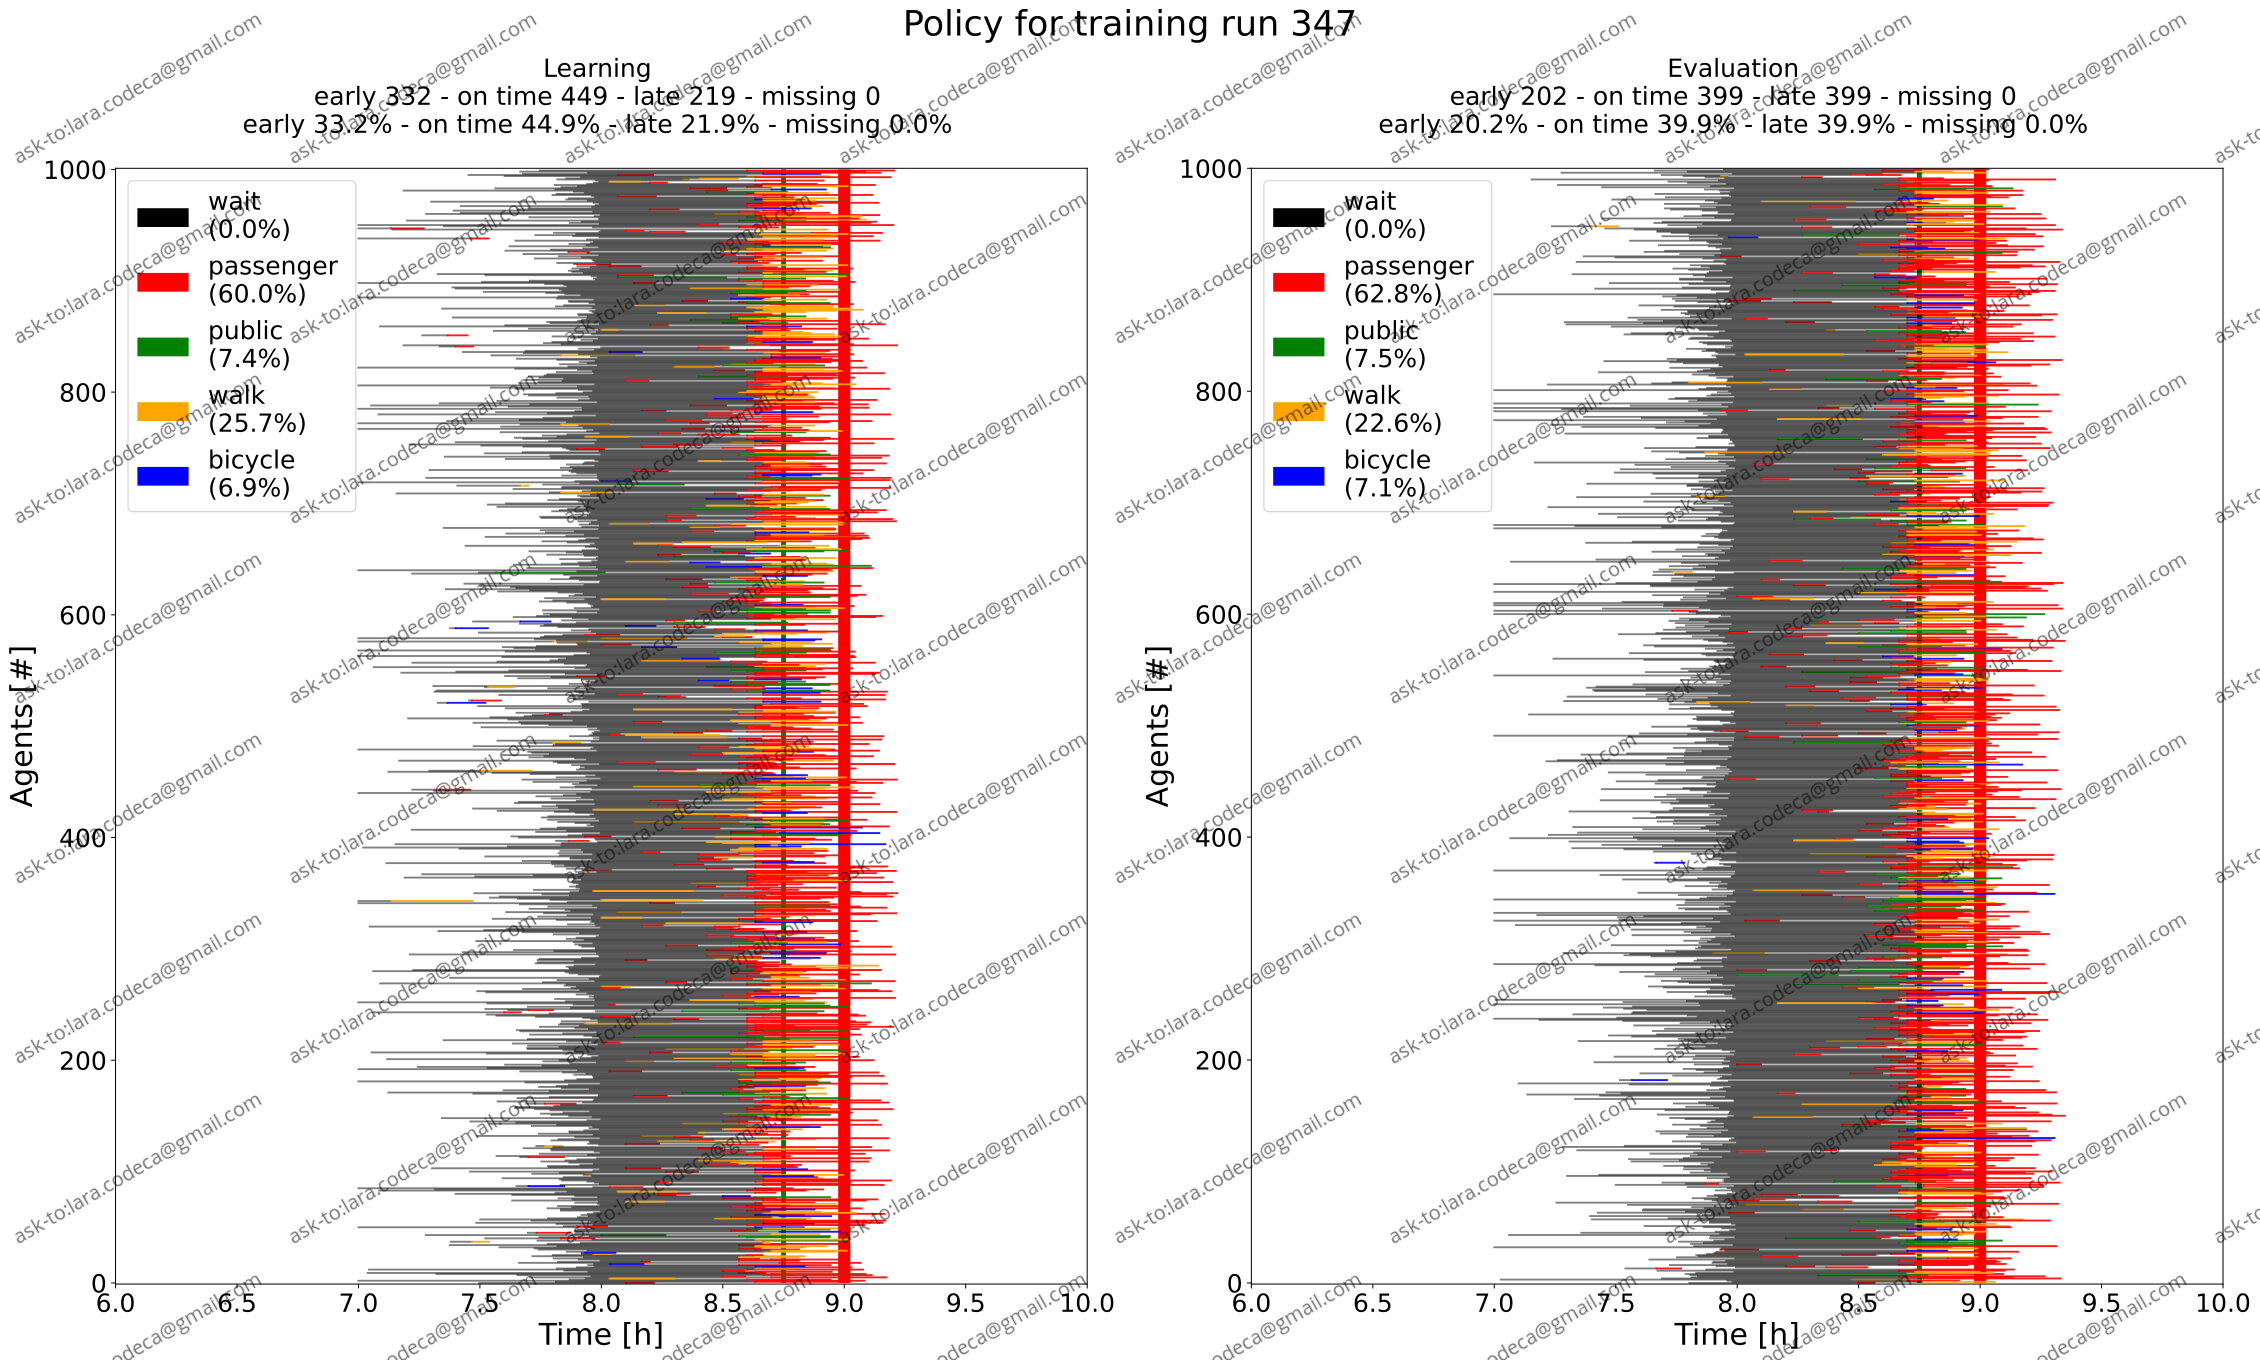 Policy for training run 347
Learning
early 332 - on time 449 - late 219 - missing 0
early 33.2% - on time 44.9% - late 21.9% - missing 0.0%
1000
800
600
400
200
0
Agents [#]
wait
(0.0%)
passenger
(60.0%)
public
(7.4%)
walk
(25.7%)
bicycle
(6.9%)
6.0 6.5 7.0 7.5 8.0 8.5 9.0 9.5 10.0
Time [h]
Evaluation
early 202 - on time 399 - late 399 - missing 0
early 20.2% - on time 39.9% - late 39.9% - missing 0.0%
1000
800
600
400
200
0
Agents [#]
wait
(0.0%)
passenger
(62.8%)
public
(7.5%)
walk
(22.6%)
bicycle
(7.1%)
6.0 6.5 7.0 7.5 8.0 8.5 9.0 9.5 10.0
Time [h]
ask-to:lara.codeca@gmail.com